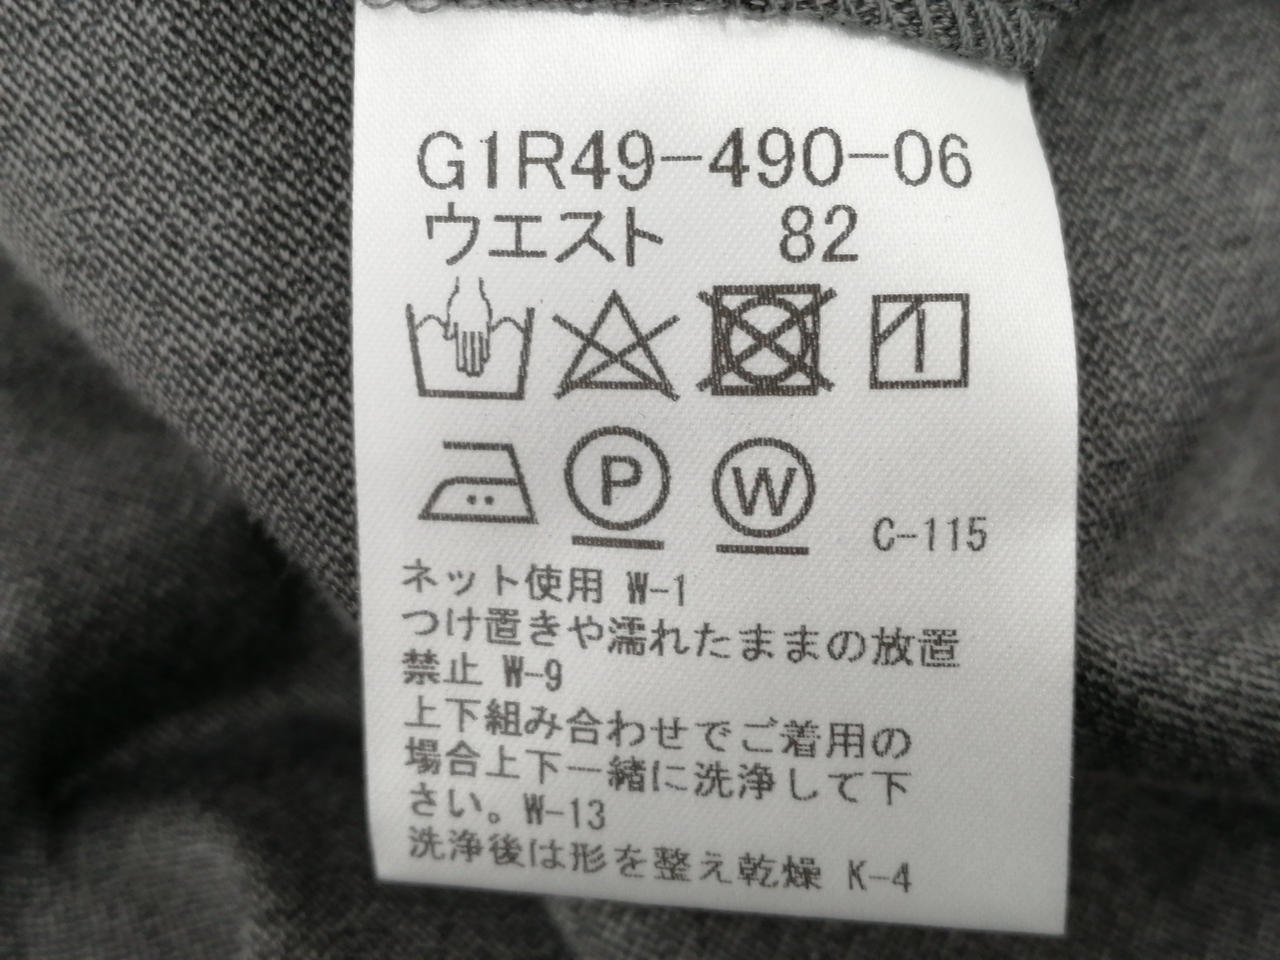 G1R49-490-06
ウエスト 82
P W C-115
ネット使用 W-1
つけ置きや濡れたままの放置
禁止 W-9
上下組み合わせでご着用の
場合上下一緒に洗浄して下
さい。W-13
洗浄後は形を整え乾燥 K-4